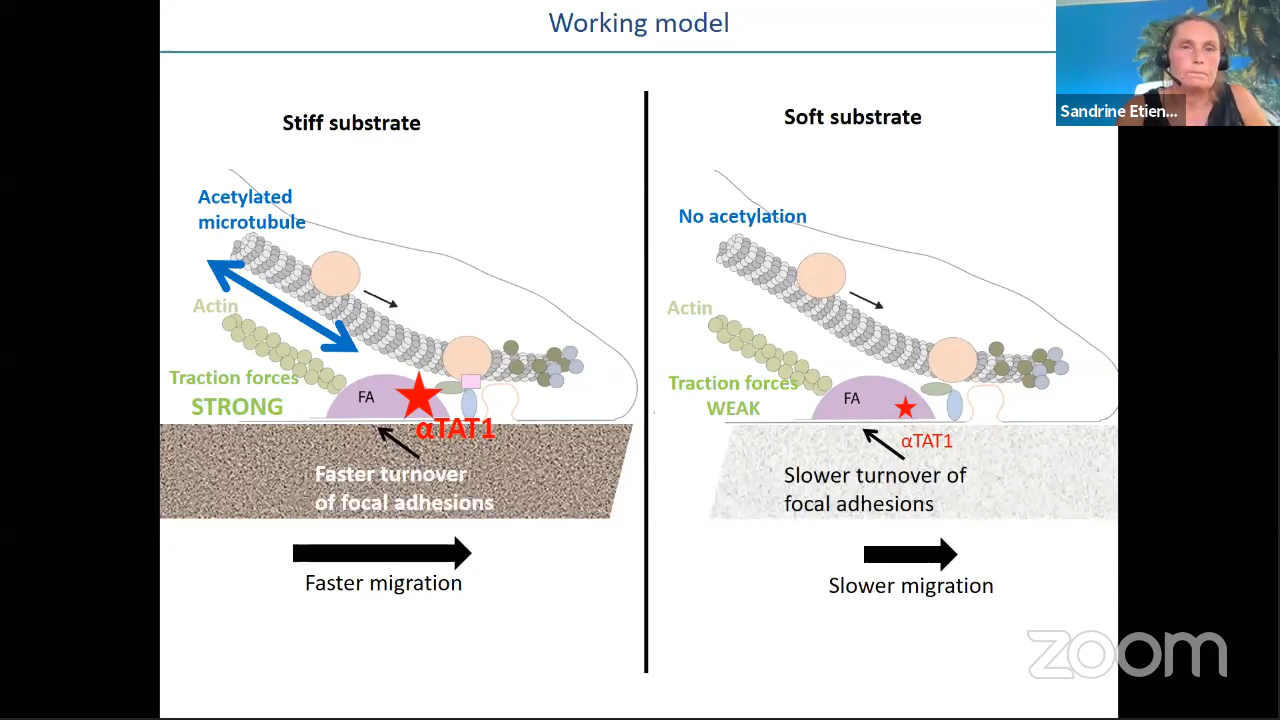 Working model
Sandrine Etien...
Stiff substrate
Acetylated
microtubule
Actin
Traction forces
STRONG
FA
αTAT1
Faster turnover
of focal adhesions
Faster migration
Soft substrate
No acetylation
Actin
Traction forces
WEAK
FA
αTAT1
Slower turnover of
focal adhesions
Slower migration
zoom